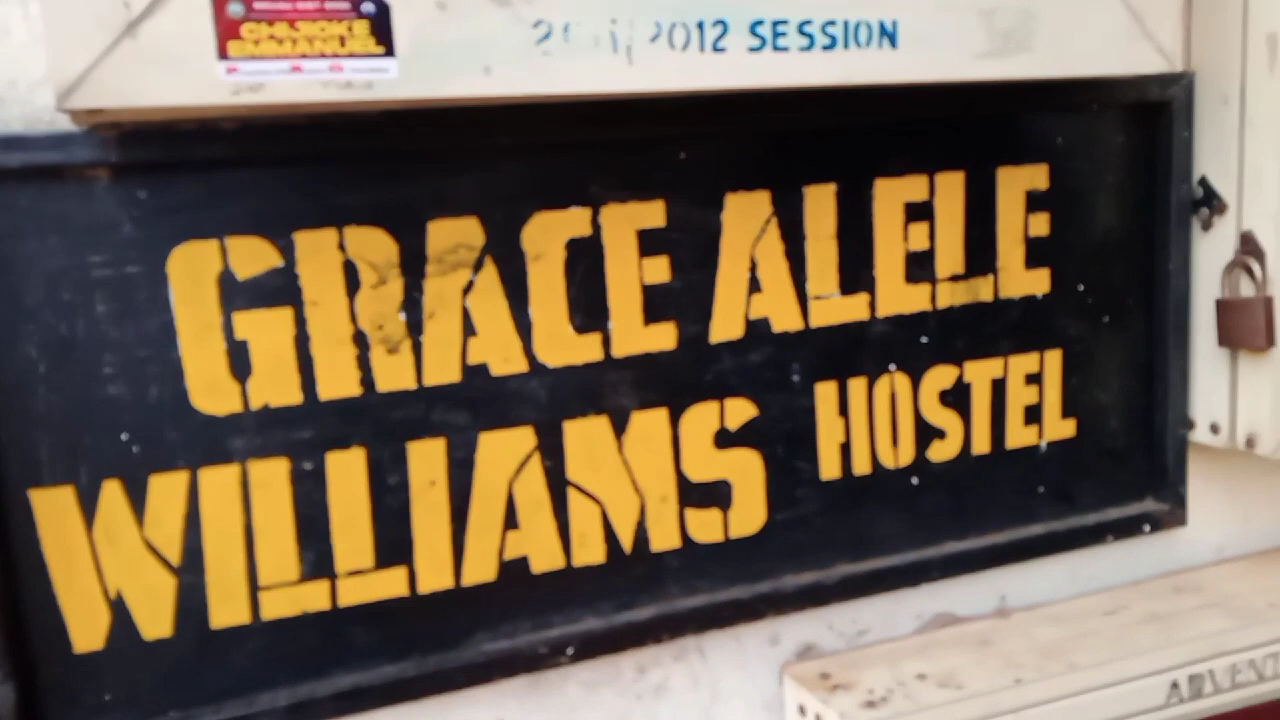 CHIJIOKE
EMMANUEL
2012 SESSION
GRACE ALELE
WILLIAMS HOSTEL